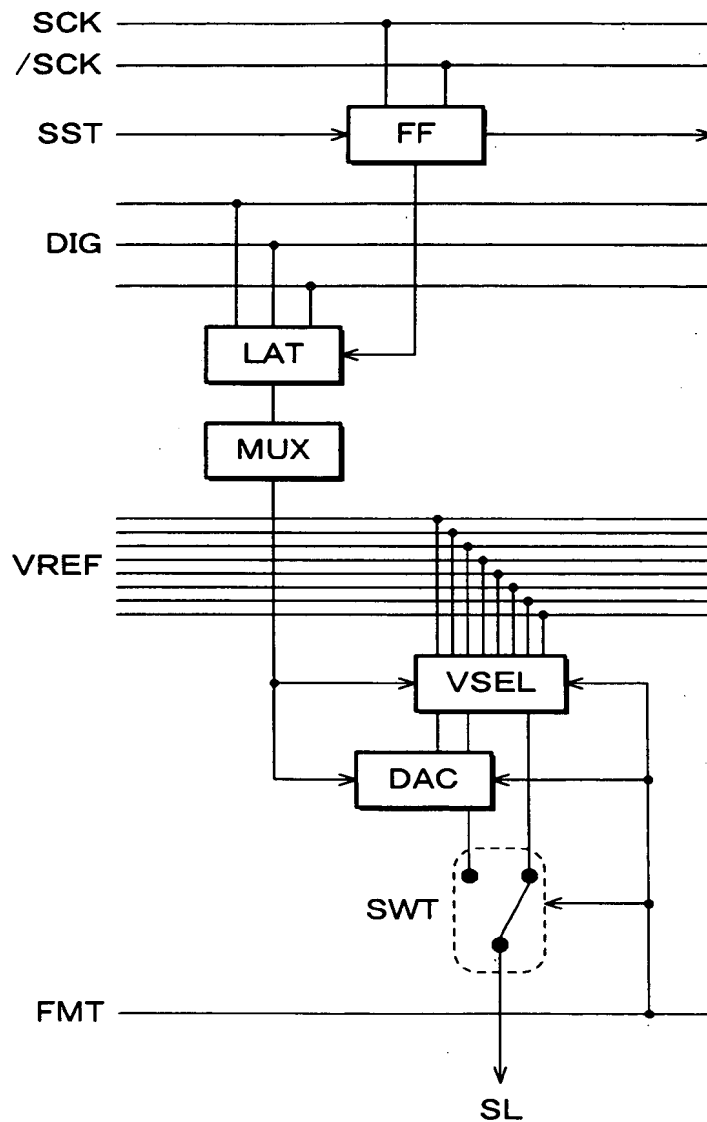 SCK
/SCK
SST
FF
DIG
LAT
MUX
VREF
VSEL
DAC
SWT
FMT
SL